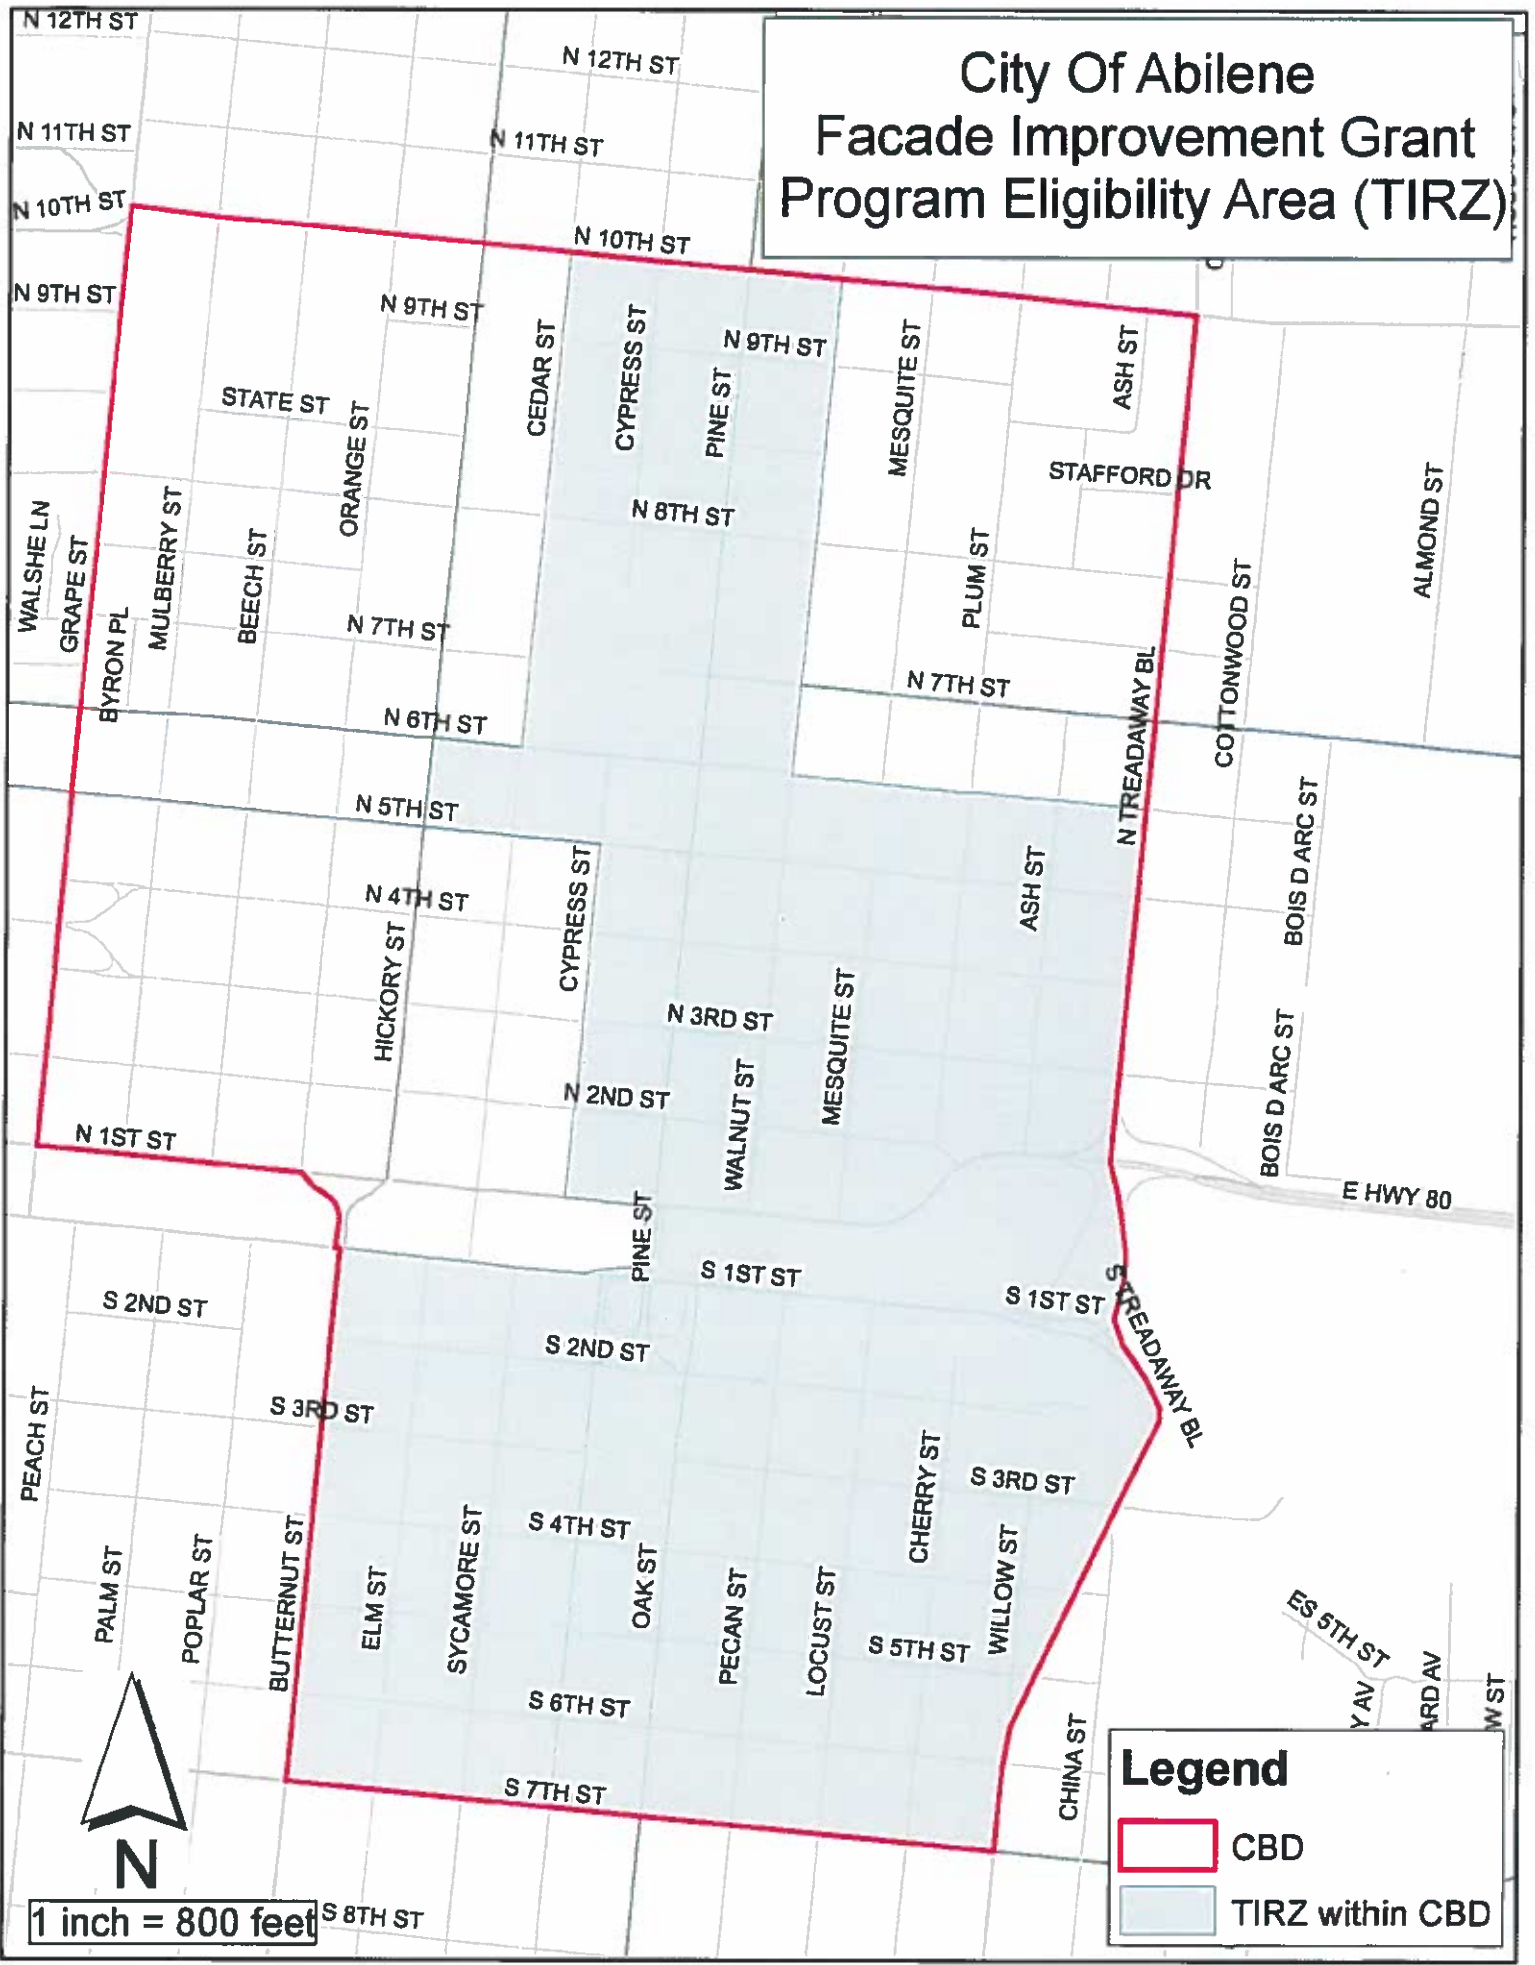 City Of Abilene
Facade Improvement Grant
Program Eligibility Area (TIRZ)
N 12TH ST
N 12TH ST
N 11TH ST
N 11TH ST
N 10TH ST
N 10TH ST
N 9TH ST
N 9TH ST
N 9TH ST
CEDAR ST
CYPRESS ST
PINE ST
MESQUITE ST
ASH ST
STATE ST
ORANGE ST
STAFFORD DR
N 8TH ST
WALSHE LN
GRAPE ST
BYRON PL
MULBERRY ST
BEECH ST
PLUM ST
COTTONWOOD ST
ALMOND ST
N 7TH ST
N 7TH ST
N TREADAWAY BL
N 6TH ST
N 5TH ST
BOIS D ARC ST
N 4TH ST
CYPRESS ST
ASH ST
HICKORY ST
N 3RD ST
MESQUITE ST
N 2ND ST
WALNUT ST
BOIS D ARC ST
N 1ST ST
E HWY 80
PINE ST
S 1ST ST
S 1ST ST
S TREADAWAY BL
S 2ND ST
S 2ND ST
S 3RD ST
PEACH ST
CHERRY ST
S 3RD ST
S 4TH ST
PALM ST
POPLAR ST
BUTTERNUT ST
ELM ST
SYCAMORE ST
OAK ST
PECAN ST
LOCUST ST
WILLOW ST
S 5TH ST
ES 5TH ST
Y AV
ARD AV
W ST
S 6TH ST
CHINA ST
S 7TH ST
N
1 inch = 800 feet
S 8TH ST
Legend
CBD
TIRZ within CBD